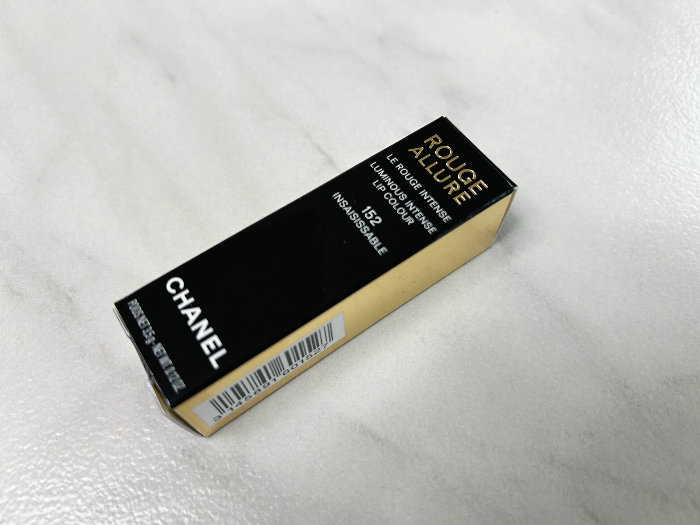 ROUGE
ALLURE
LE ROUGE INTENSE
LUMINOUS INTENSE
LIP COLOUR
152
INSAISISSABLE
CHANEL